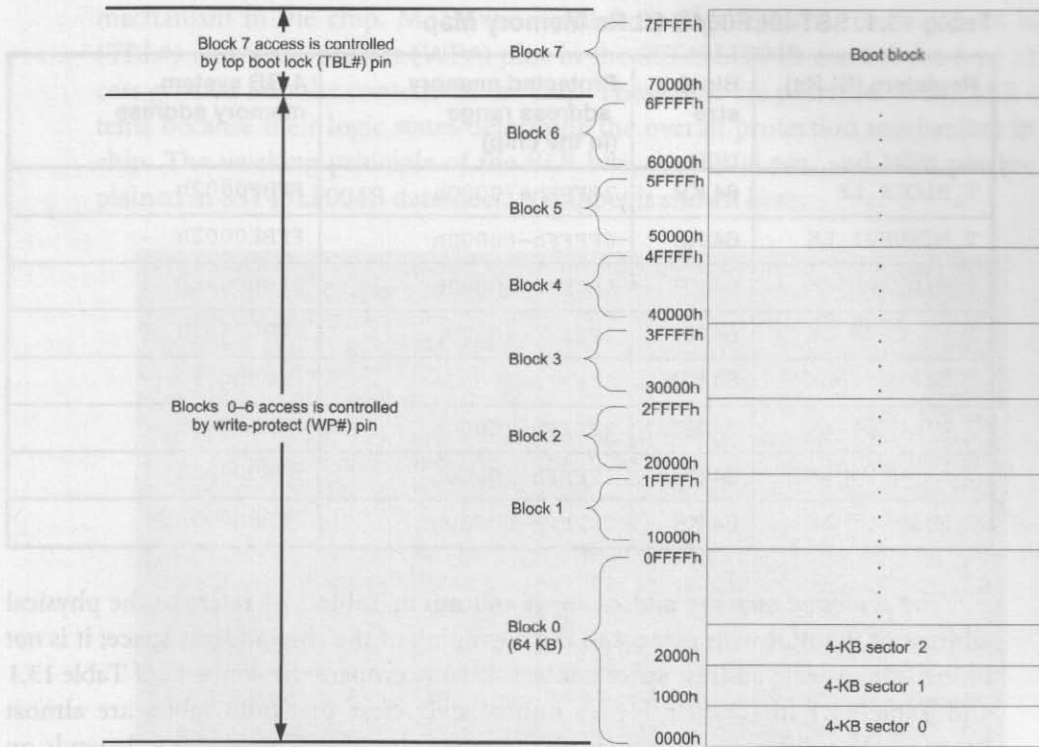 7FFFFh
Block 7 access is controlled
by top boot lock (TBL#) pin
Block 7
Boot block
70000h
6FFFFh
Block 6
60000h
5FFFFh
Block 5
50000h
4FFFFh
Block 4
40000h
3FFFFh
Block 3
30000h
Blocks 0–6 access is controlled
by write-protect (WP#) pin
2FFFFh
Block 2
20000h
1FFFFh
Block 1
10000h
0FFFFh
Block 0
(64 KB)
2000h
4-KB sector 2
1000h
4-KB sector 1
0000h
4-KB sector 0